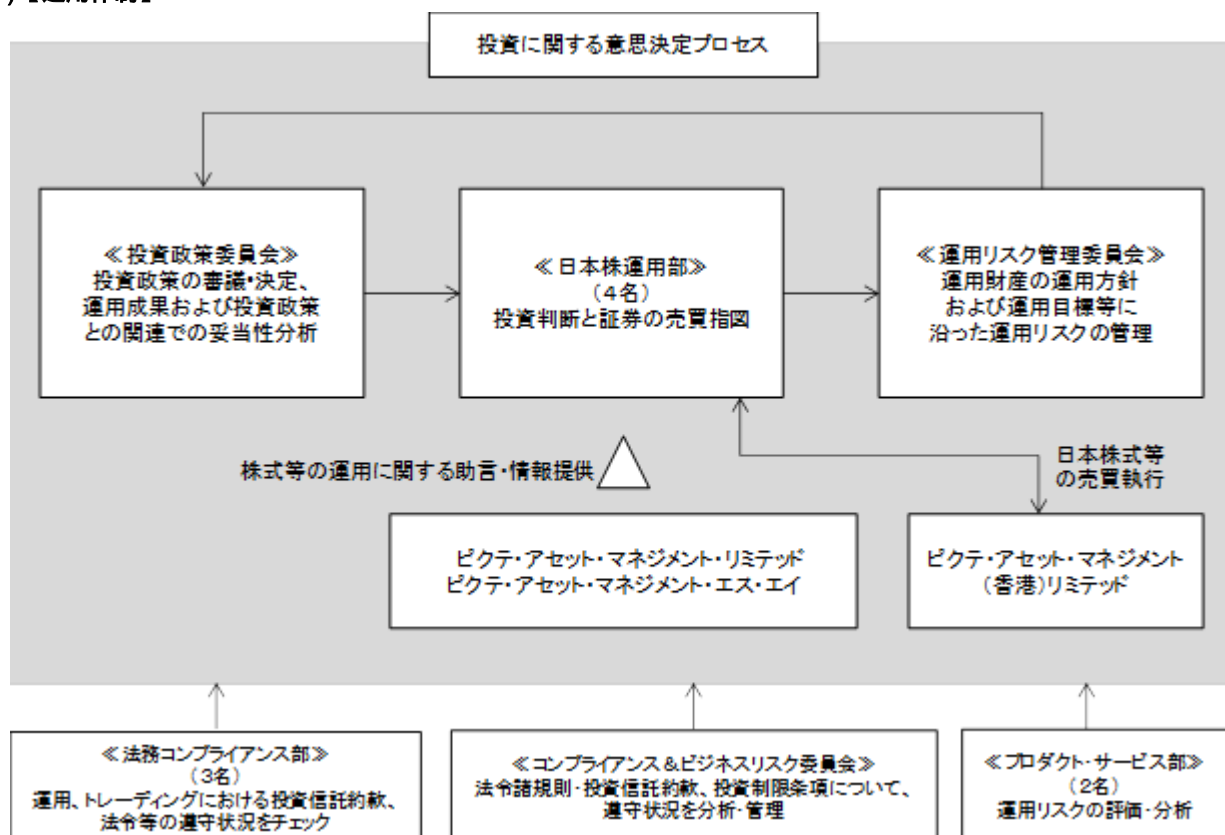 投資に関する意思決定プロセス
≪投資政策委員会≫
投資政策の審議・決定、
運用成果および投資政策
との関連での妥当性分析
≪日本株運用部≫
(4名)
投資判断と証券の売買指図
≪運用リスク管理委員会≫
運用財産の運用方針
および運用目標等に
沿った運用リスクの管理
株式等の運用に関する助言・情報提供
日本株式等
の売買執行
ピクテ・アセット・マネジメント・リミテッド
ピクテ・アセット・マネジメント・エス・エイ
ピクテ・アセット・マネジメント
(香港)リミテッド
≪法務コンプライアンス部≫
(3名)
運用、トレーディングにおける投資信託約款、
法令等の遵守状況をチェック
≪コンプライアンス&ビジネスリスク委員会≫
法令諸規則・投資信託約款、投資制限条項について、
遵守状況を分析・管理
≪プロダクト・サービス部≫
(2名)
運用リスクの評価・分析